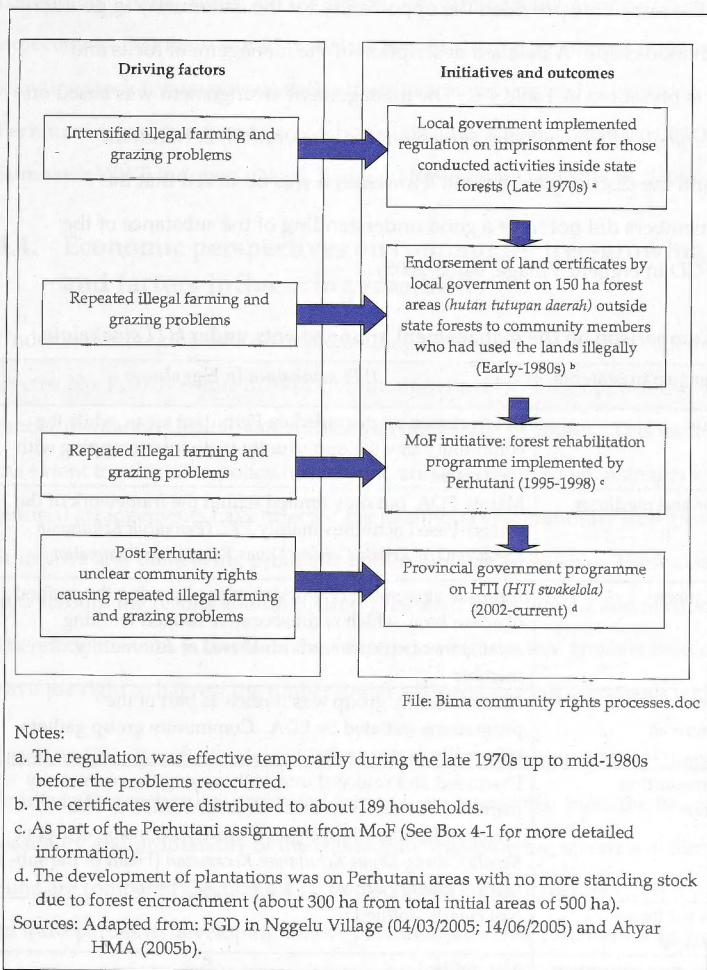 Driving factors
Initiatives and outcomes
Intensified illegal farming and
grazing problems
Local government implemented
regulation on imprisonment for those
conducted activities inside state
forests (Late 1970s) a
Repeated illegal farming and
grazing problems
Endorsement of land certificates by
local government on 150 ha forest
areas (hutan tutupan daerah) outside
state forests to community members
who had used the lands illegally
(Early-1980s) b
Repeated illegal farming and
grazing problems
MoF initiative: forest rehabilitation
programme implemented by
Perhutani (1995-1998) c
Post Perhutani:
unclear community rights
causing repeated illegal farming
and grazing problems
Provincial government programme
on HTI (HTI swakelola)
(2002-current) d
File: Bima community rights processes.doc
Notes:
a. The regulation was effective temporarily during the late 1970s up to mid-1980s
before the problems reoccurred.
b. The certificates were distributed to about 189 households.
c. As part of the Perhutani assignment from MoF (See Box 4-1 for more detailed
explanation).
d. The development of plantations was on Perhutani areas with no more standing stock
due to forest encroachment (about 300 ha from total initial areas of 500 ha).
Sources: Adapted from: FGD in Nggelu Village (04/03/2005; 14/06/2005) and Ahyar
HMA (2005b).